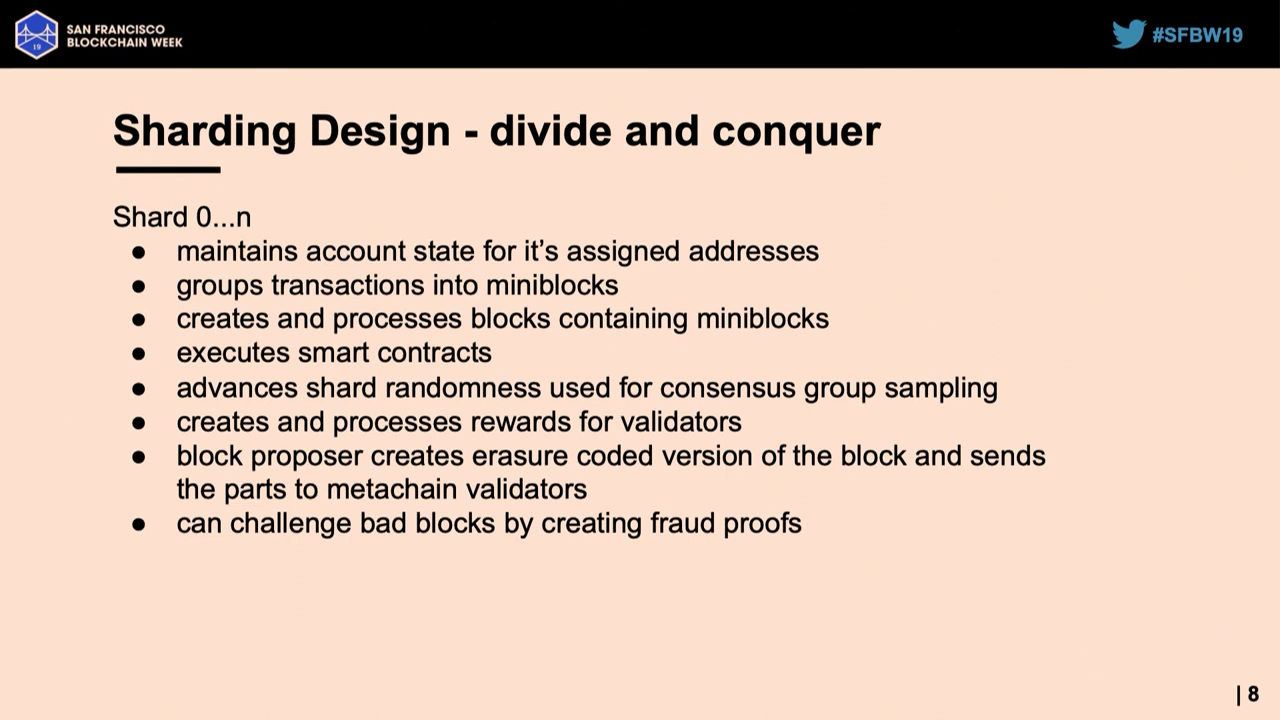 SAN FRANCISCO
BLOCKCHAIN WEEK
19
#SFBW19
Sharding Design - divide and conquer
Shard 0...n
● maintains account state for it's assigned addresses
● groups transactions into miniblocks
● creates and processes blocks containing miniblocks
● executes smart contracts
● advances shard randomness used for consensus group sampling
● creates and processes rewards for validators
● block proposer creates erasure coded version of the block and sends
the parts to metachain validators
● can challenge bad blocks by creating fraud proofs
| 8